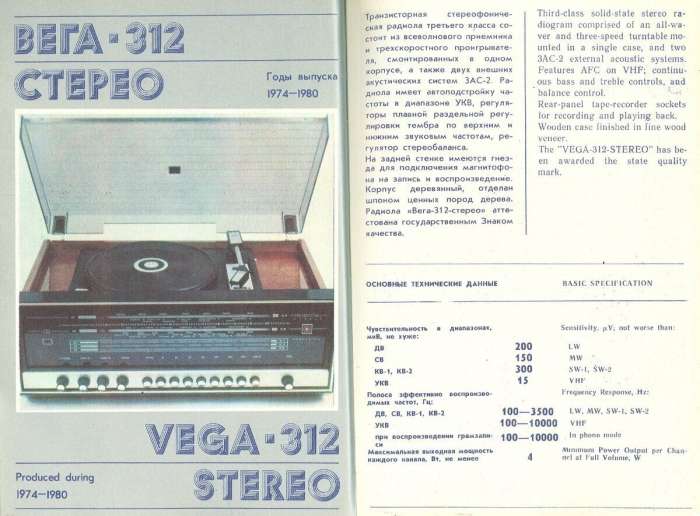 ВЕГА-312
СТЕРЕО
Годы выпуска
1974—1980
VEGA-312
STEREO
Produced during
1974—1980
Транзисторная стереофониче-
ская радиола третьего класса со-
стоит из всеволнового приемника
и трехскоростного проигрывате-
ля, смонтированных в одном
корпусе, а также двух внешних
акустических систем 3АС-2. Ра-
диола имеет автоподстройку ча-
стоты в диапазоне УКВ, регуля-
торы плавной раздельной регу-
лировки тембра по верхним и
нижним звуковым частотам, ре-
гулятор стереобаланса.
На задней стенке имеются гнез-
да для подключения магнитофо-
на на запись и воспроизведение.
Корпус деревянный, отделан
шпоном ценных пород дерева.
Радиола «Вега-312-стерео» атте-
стована государственным Знаком
качества.
Third-class solid-state stereo ra-
diogram comprised of an all-wa-
ver and three-speed turntable mo-
unted in a single case, and two
3AC-2 external acoustic systems.
Features AFC on VHF; continu-
ous bass and treble controls, and
balance control.
Rear-panel tape-recorder sockets
for recording and playing back.
Wooden case finished in fine wood
veneer.
The "VEGA-312-STEREO" has be-
en awarded the state quality
mark.
ОСНОВНЫЕ ТЕХНИЧЕСКИЕ ДАННЫЕ BASIC SPECIFICATION
Чувствительность в диапазонах, Sensitivity, μV, not worse than:
мкВ, не хуже:
ДВ 200 LW
СВ 150 MW
КВ-1, КВ-2 300 SW-1, SW-2
УКВ 15 VHF
Полоса эффективно воспроизво- Frequency Response, Hz:
димых частот, Гц:
ДВ, СВ, КВ-1, КВ-2 100—3500 LW, MW, SW-1, SW-2
УКВ 100—10000 VHF
при воспроизведении грамзапи- 100—10000 In phono mode
си
Максимальная выходная мощность Minimum Power Output per Chan-
каждого канала, Вт, не менее 4 nel at Full Volume, W